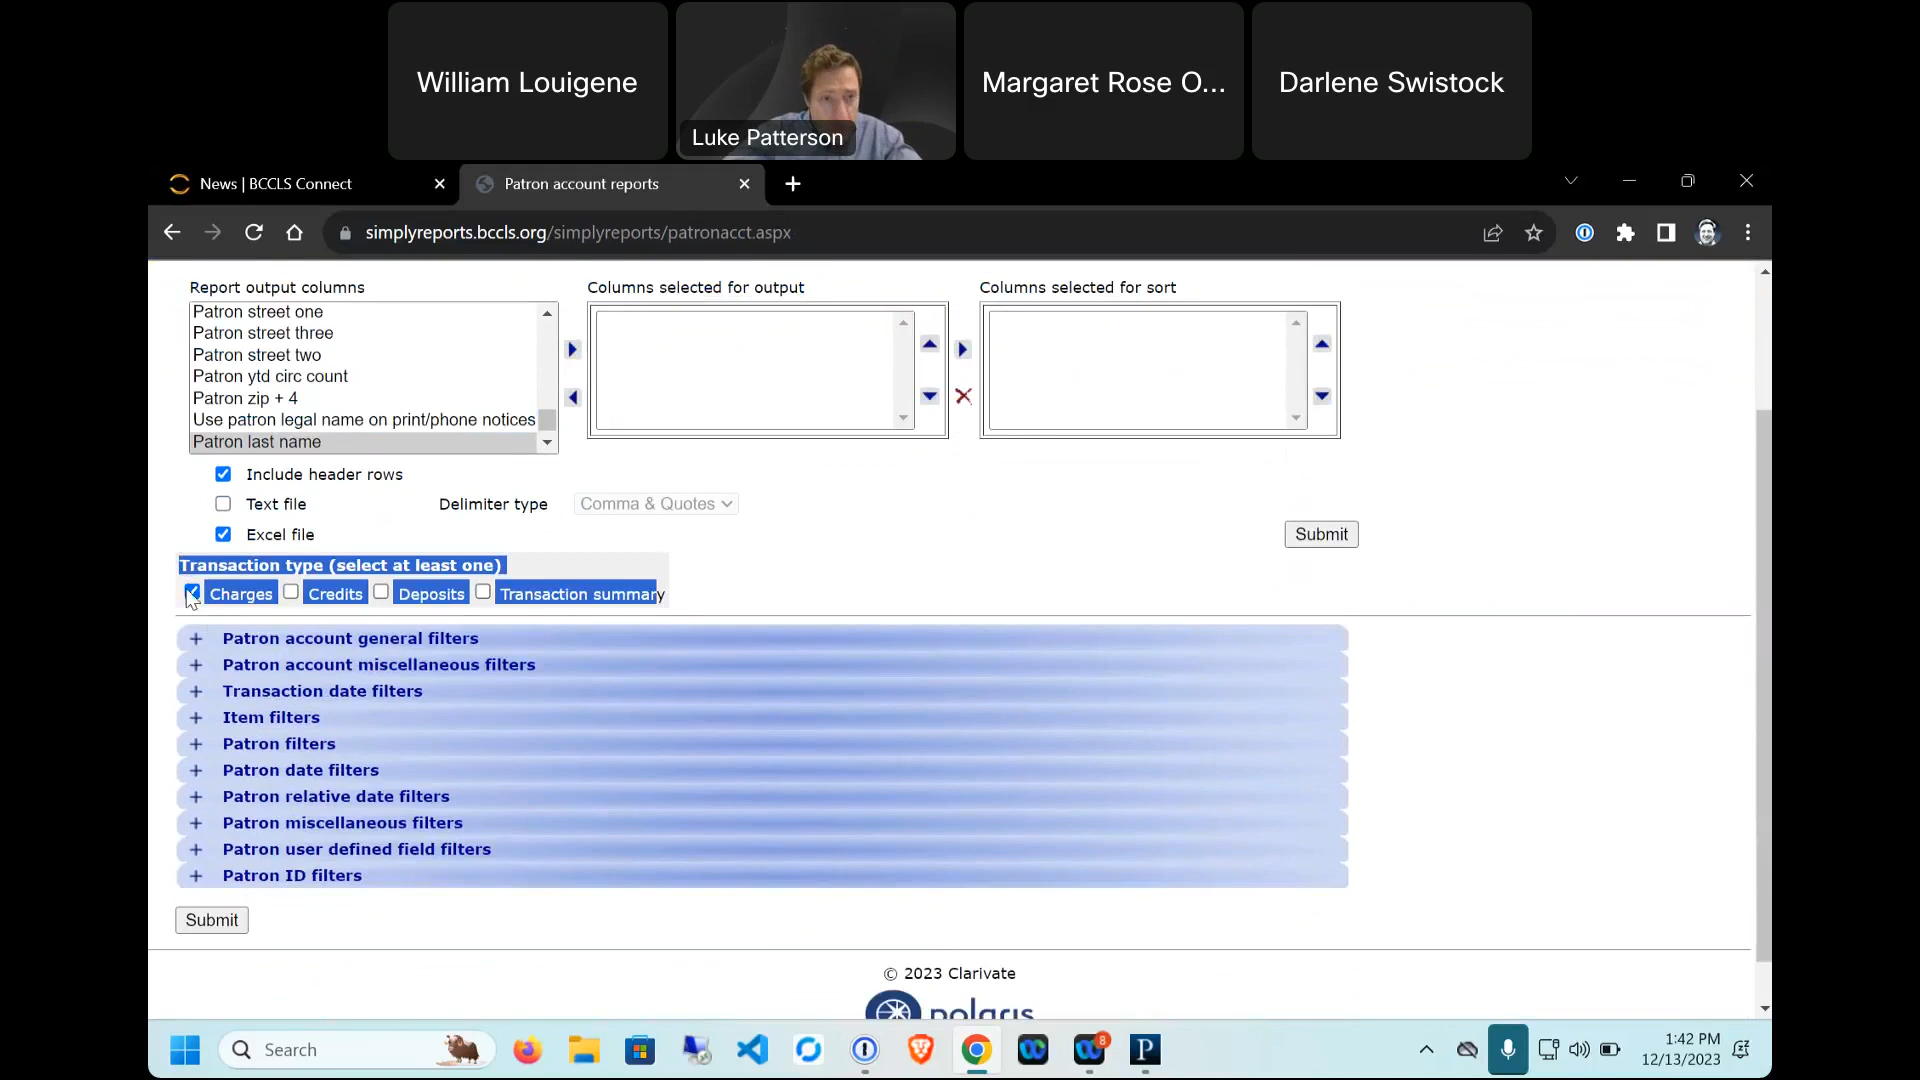 William Louigene
Luke Patterson
Margaret Rose O...
Darlene Swistock
News | BCCLS Connect
Patron account reports
simplyreports.bccls.org/simplyreports/patronacct.aspx
Report output columns
Columns selected for output
Columns selected for sort
Patron street one
Patron street three
Patron street two
Patron ytd circ count
Patron zip + 4
Use patron legal name on print/phone notices
Patron last name
Include header rows
Text file
Delimiter type
Comma & Quotes
Excel file
Submit
Transaction type (select at least one)
Charges
Credits
Deposits
Transaction summary
+ Patron account general filters
+ Patron account miscellaneous filters
+ Transaction date filters
+ Item filters
+ Patron filters
+ Patron date filters
+ Patron relative date filters
+ Patron miscellaneous filters
+ Patron user defined field filters
+ Patron ID filters
Submit
© 2023 Clarivate
polaris
Search
8
P
1:42 PM
12/13/2023